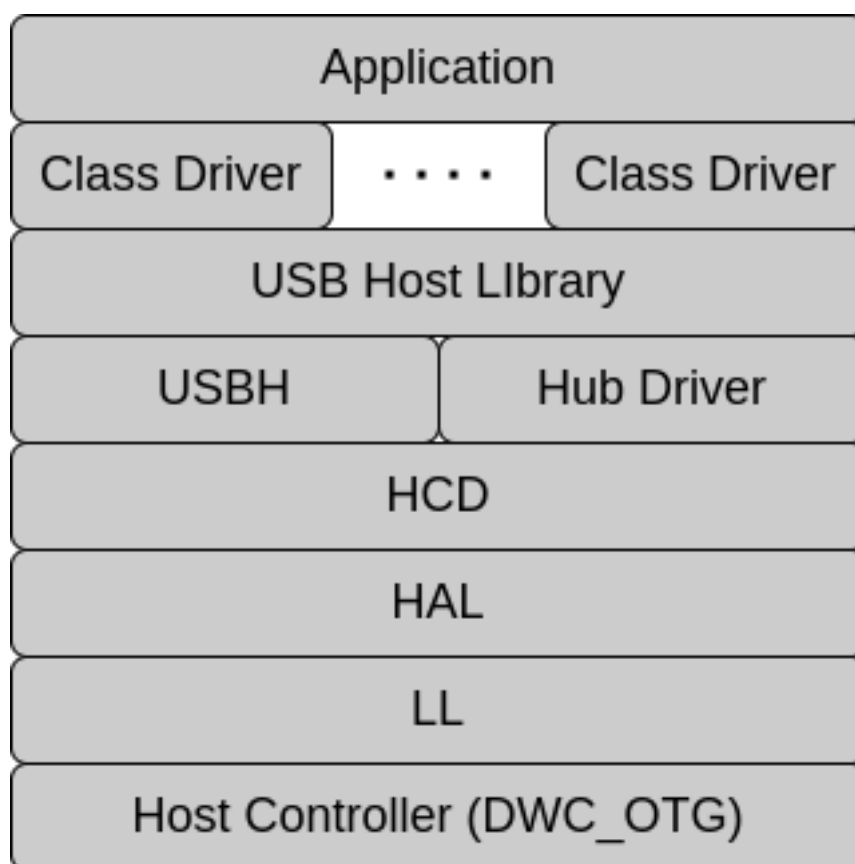 Application
Class Driver .... Class Driver
USB Host LIbrary
USBH Hub Driver
HCD
HAL
LL
Host Controller (DWC_OTG)